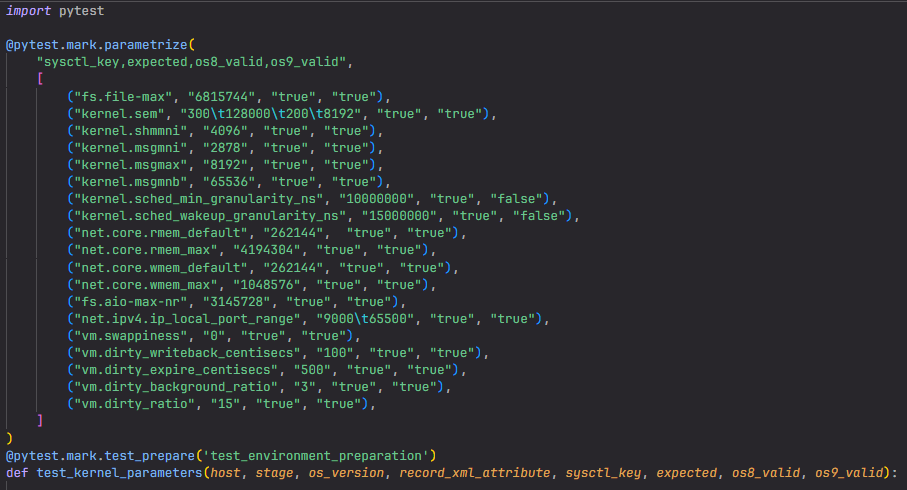 import pytest
@pytest.mark.parametrize(
"sysctl_key,expected,os8_valid,os9_valid",
[
("fs.file-max", "6815744", "true", "true"),
("kernel.sem", "300\t128000\t200\t8192", "true", "true"),
("kernel.shmmni", "4096", "true", "true"),
("kernel.msgmni", "2878", "true", "true"),
("kernel.msgmax", "8192", "true", "true"),
("kernel.msgmnb", "65536", "true", "true"),
("kernel.sched_min_granularity_ns", "10000000", "true", "false"),
("kernel.sched_wakeup_granularity_ns", "15000000", "true", "false"),
("net.core.rmem_default", "262144",  "true", "true"),
("net.core.rmem_max", "4194304", "true", "true"),
("net.core.wmem_default", "262144", "true", "true"),
("net.core.wmem_max", "1048576", "true", "true"),
("fs.aio-max-nr", "3145728", "true", "true"),
("net.ipv4.ip_local_port_range", "9000\t65500", "true", "true"),
("vm.swappiness", "0", "true", "true"),
("vm.dirty_writeback_centisecs", "100", "true", "true"),
("vm.dirty_expire_centisecs", "500", "true", "true"),
("vm.dirty_background_ratio", "3", "true", "true"),
("vm.dirty_ratio", "15", "true", "true"),
]
)
@pytest.mark.test_prepare('test_environment_preparation')
def test_kernel_parameters(host, stage, os_version, record_xml_attribute, sysctl_key, expected, os8_valid, os9_valid):